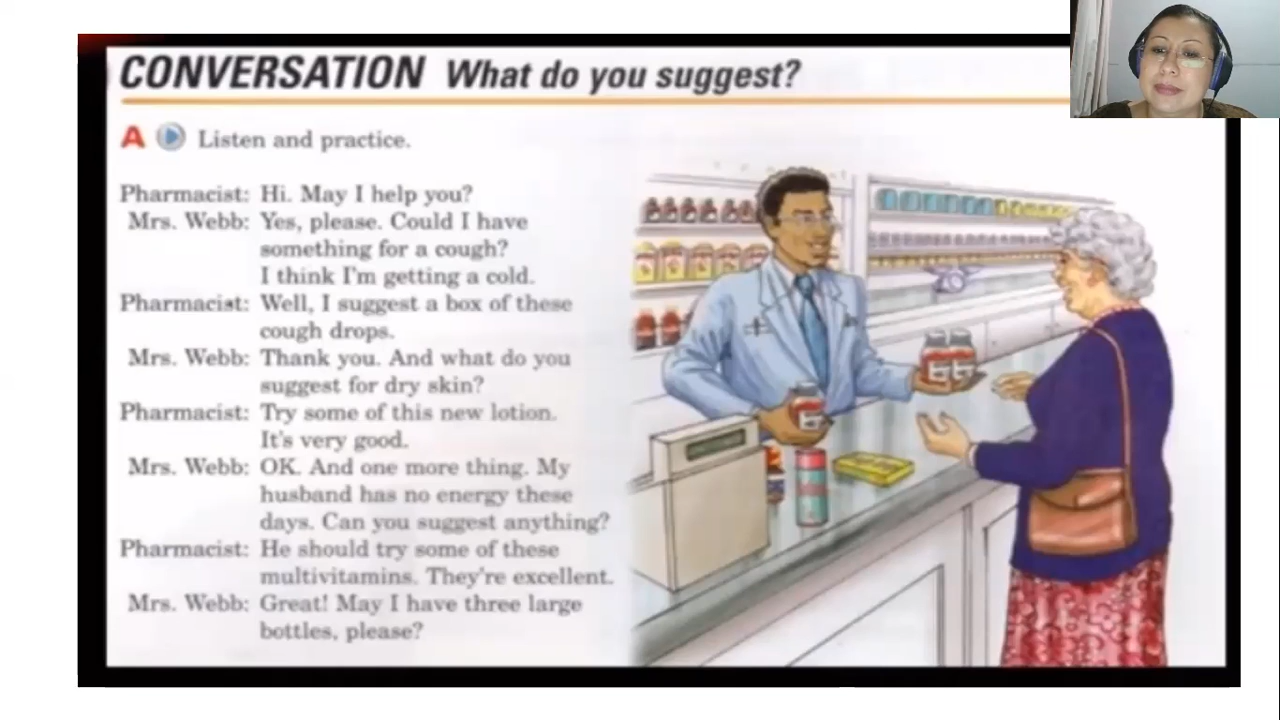 CONVERSATION What do you suggest?
A Listen and practice.
Pharmacist: Hi. May I help you?
Mrs. Webb: Yes, please. Could I have
something for a cough?
I think I'm getting a cold.
Pharmacist: Well, I suggest a box of these
cough drops.
Mrs. Webb: Thank you. And what do you
suggest for dry skin?
Pharmacist: Try some of this new lotion.
It's very good.
Mrs. Webb: OK. And one more thing. My
husband has no energy these
days. Can you suggest anything?
Pharmacist: He should try some of these
multivitamins. They're excellent.
Mrs. Webb: Great! May I have three large
bottles, please?